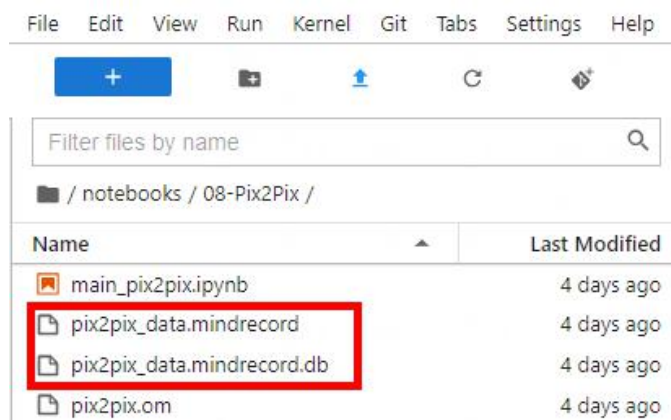 File Edit View Run Kernel Git Tabs Settings Help
+
Filter files by name
/ notebooks / 08-Pix2Pix /
Name Last Modified
main_pix2pix.ipynb 4 days ago
pix2pix_data.mindrecord 4 days ago
pix2pix_data.mindrecord.db 4 days ago
pix2pix.om 4 days ago